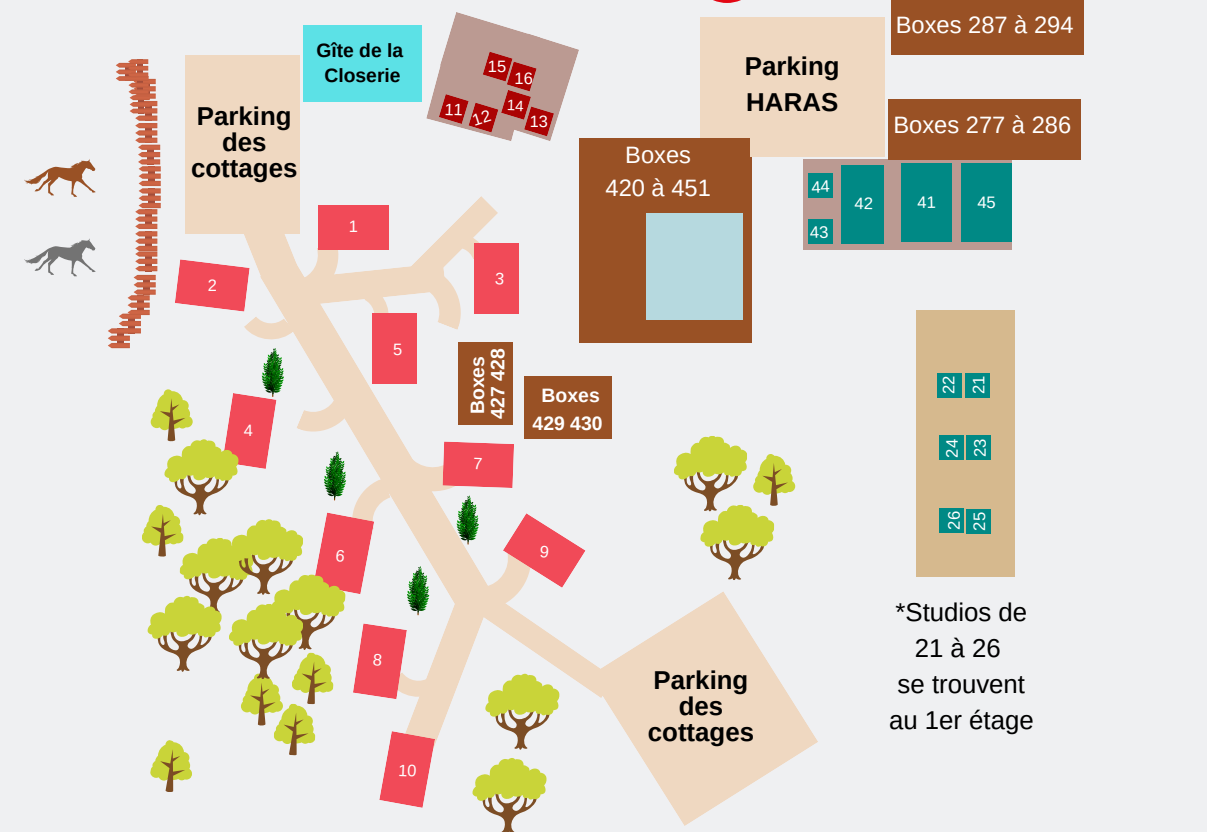 Boxes 287 à 294
Gîte de la
Closerie
Parking
HARAS
15
16
11
12
14
13
Parking
des
cottages
Boxes 277 à 286
Boxes
420 à 451
44
42
41
45
43
1
2
3
5
Boxes
427 428
Boxes
429 430
22
21
4
24
23
7
26
25
6
9
*Studios de
21 à 26
se trouvent
au 1er étage
8
Parking
des
cottages
10